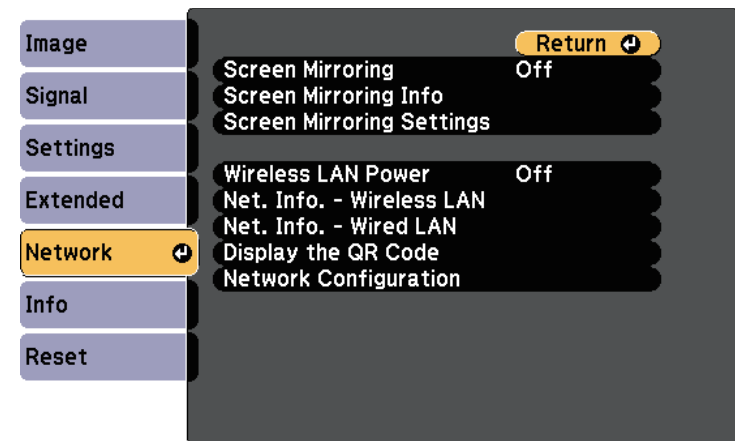 Image
Signal
Settings
Extended
Network
Info
Reset
Return
Screen Mirroring Off
Screen Mirroring Info
Screen Mirroring Settings
Wireless LAN Power Off
Net. Info. - Wireless LAN
Net. Info. - Wired LAN
Display the QR Code
Network Configuration